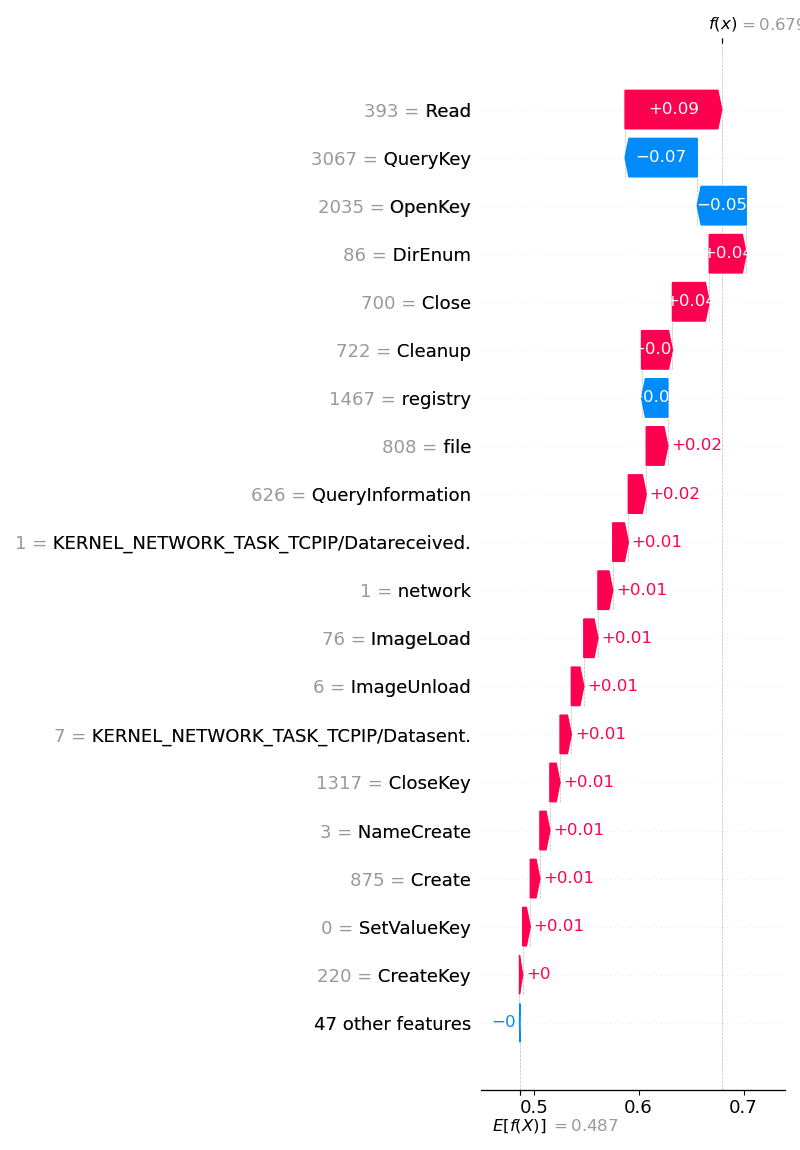 f(x) = 0.679
393 = Read +0.09
3067 = QueryKey −0.07
2035 = OpenKey −0.05
86 = DirEnum +0.04
700 = Close +0.04
722 = Cleanup
1467 = registry
808 = file +0.02
626 = QueryInformation +0.02
1 = KERNEL_NETWORK_TASK_TCPIP/Datareceived. +0.01
1 = network +0.01
76 = ImageLoad +0.01
6 = ImageUnload +0.01
7 = KERNEL_NETWORK_TASK_TCPIP/Datasent. +0.01
1317 = CloseKey +0.01
3 = NameCreate +0.01
875 = Create +0.01
0 = SetValueKey +0.01
220 = CreateKey +0
47 other features −0
0.5 0.6 0.7
E[f(X)] = 0.487